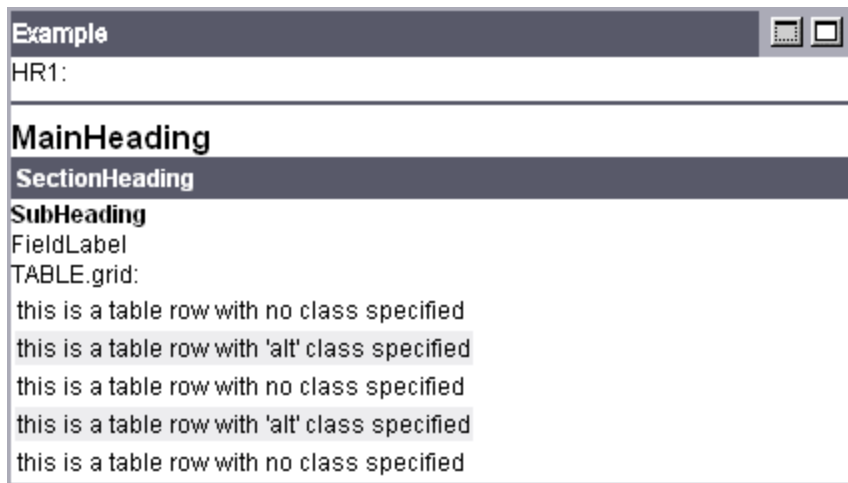 Example
HR1:
MainHeading
SectionHeading
SubHeading
FieldLabel
TABLE.grid:
this is a table row with no class specified
this is a table row with 'alt' class specified
this is a table row with no class specified
this is a table row with 'alt' class specified
this is a table row with no class specified